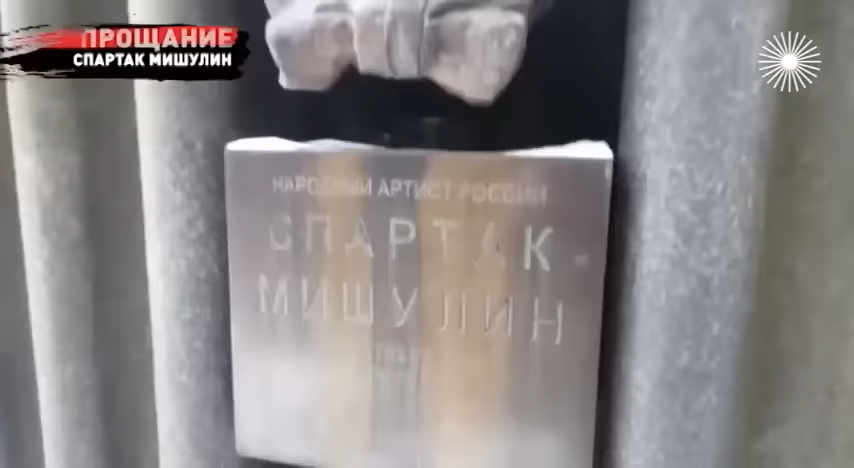 ПРОЩАНИЕ
СПАРТАК МИШУЛИН
НАРОДНЫЙ АРТИСТ РОССИИ
СПАРТАК
МИШУЛИН